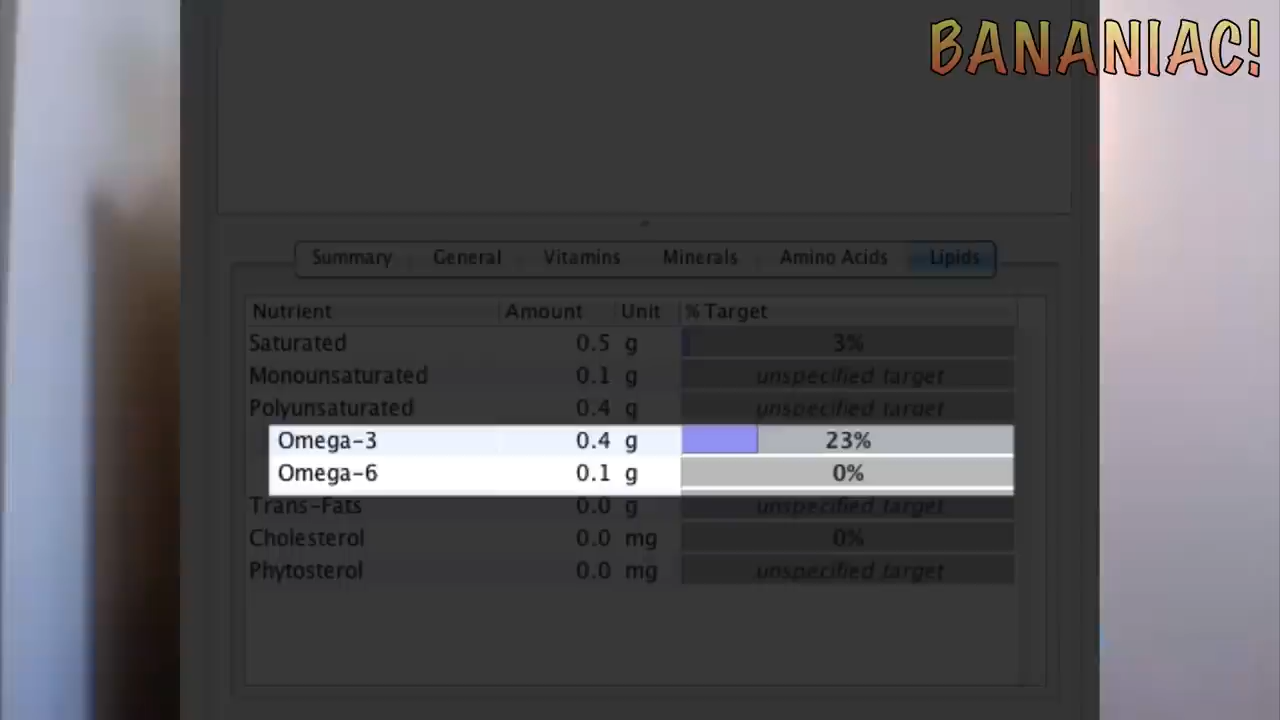 BANANIAC!
Summary General Vitamins Minerals Amino Acids Lipids
Nutrient Amount Unit % Target
Saturated 0.5 g 3%
Monounsaturated 0.1 g unspecified target
Polyunsaturated 0.4 g unspecified target
Omega-3 0.4 g 23%
Omega-6 0.1 g 0%
Trans-Fats 0.0 g unspecified target
Cholesterol 0.0 mg 0%
Phytosterol 0.0 mg unspecified target